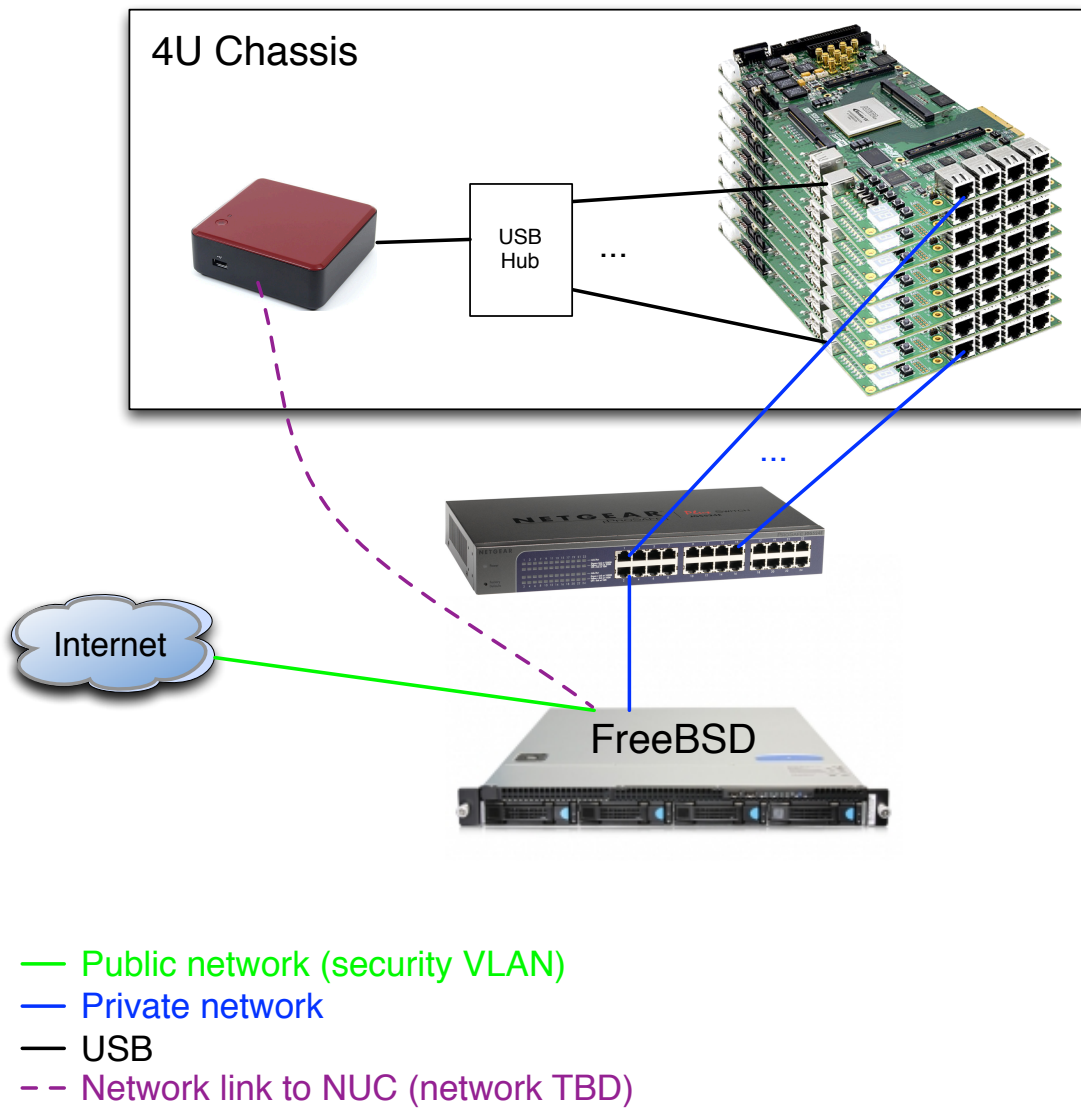 4U Chassis
USB
Hub
...
...
NETGEAR
NETGEAR
Internet
FreeBSD
Public network (security VLAN)
Private network
USB
Network link to NUC (network TBD)